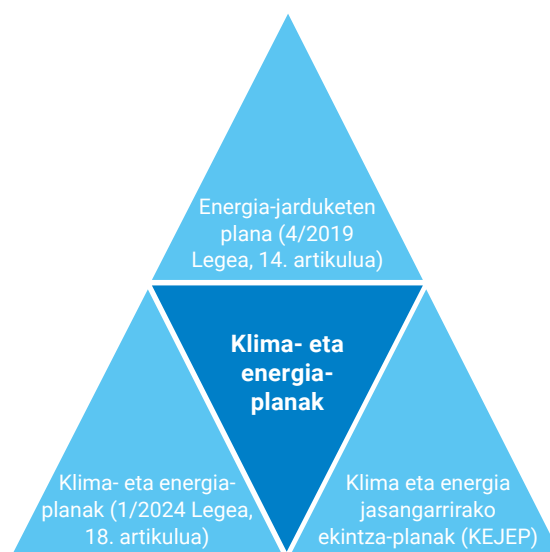 Energia-jarduketen
plana (4/2019
Legea, 14. artikulua)
Klima- eta
energia-
planak
Klima- eta energia-
planak (1/2024 Legea,
18. artikulua)
Klima eta energia
jasangarrirako
ekintza-planak (KEJEP)